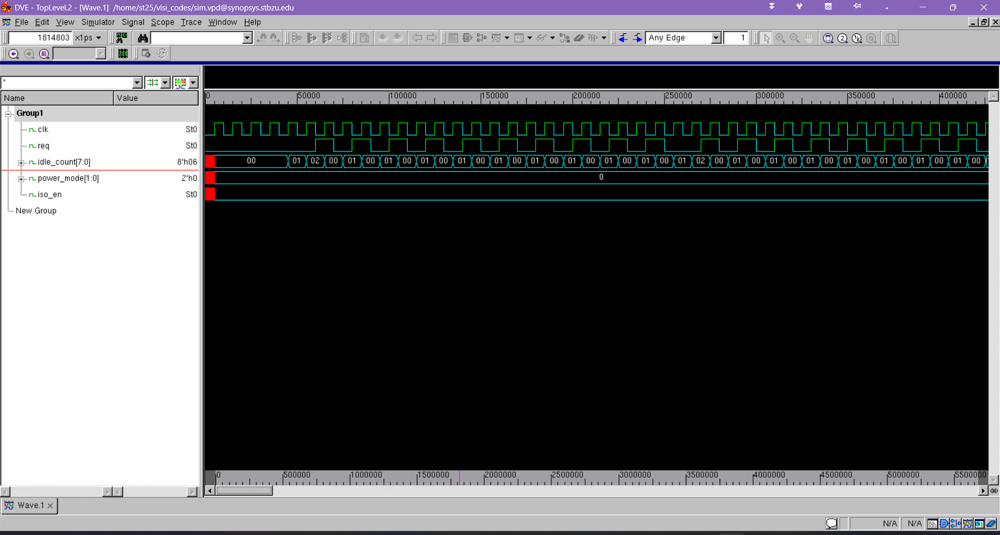 DVE - TopLevel.2 - [Wave.1] /home/st25/vlsi_codes/sim.vpd@synopsys.stbzu.edu
File Edit View Simulator Signal Scope Trace Window Help
1814803 x1ps Any Edge 1
*
Name Value
0 50000 100000 150000 200000 250000 300000 350000 400000
Group1
clk St0
req St0
idle_count[7:0] 8'h06
00 01 02 00 01 00 01 00 01 00 01 00 01 00 01 00 01 00 01 00 01 00 01 02 00 01 00 01 00 01 00 01 00 01 00 01 00 01 00
power_mode[1:0] 2'h0
0
iso_en St0
New Group
0 500000 1000000 1500000 2000000 2500000 3000000 3500000 4000000 4500000 5000000 5500000
Wave.1
N/A N/A